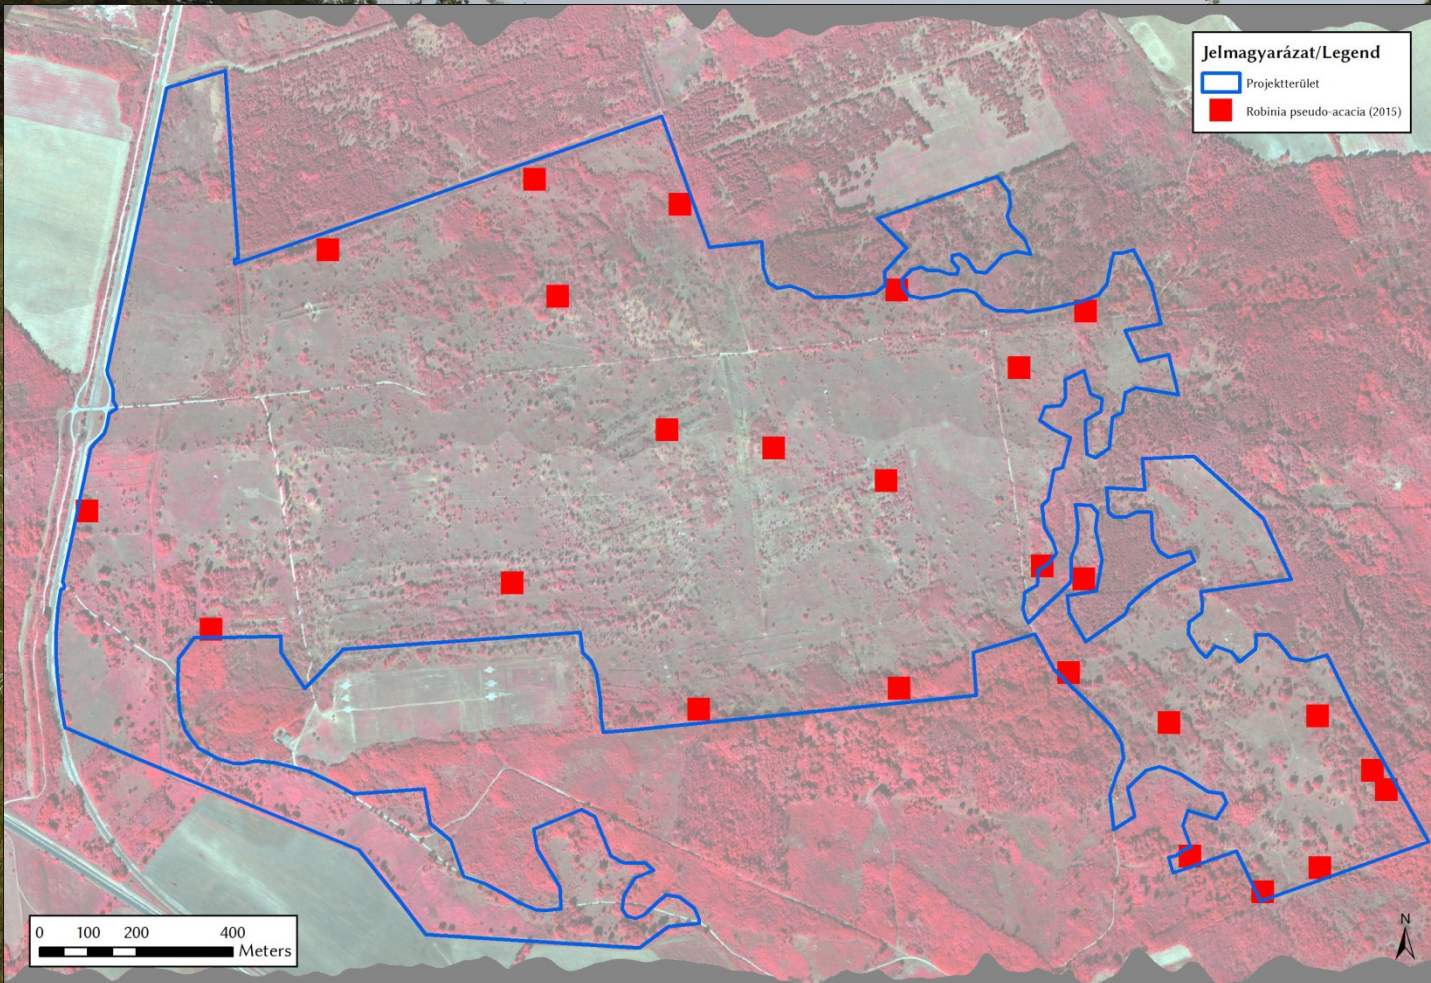 Jelmagyarázat/Legend
Projektterület
Robinia pseudo-acacia (2015)
0 100 200 400
Meters
N